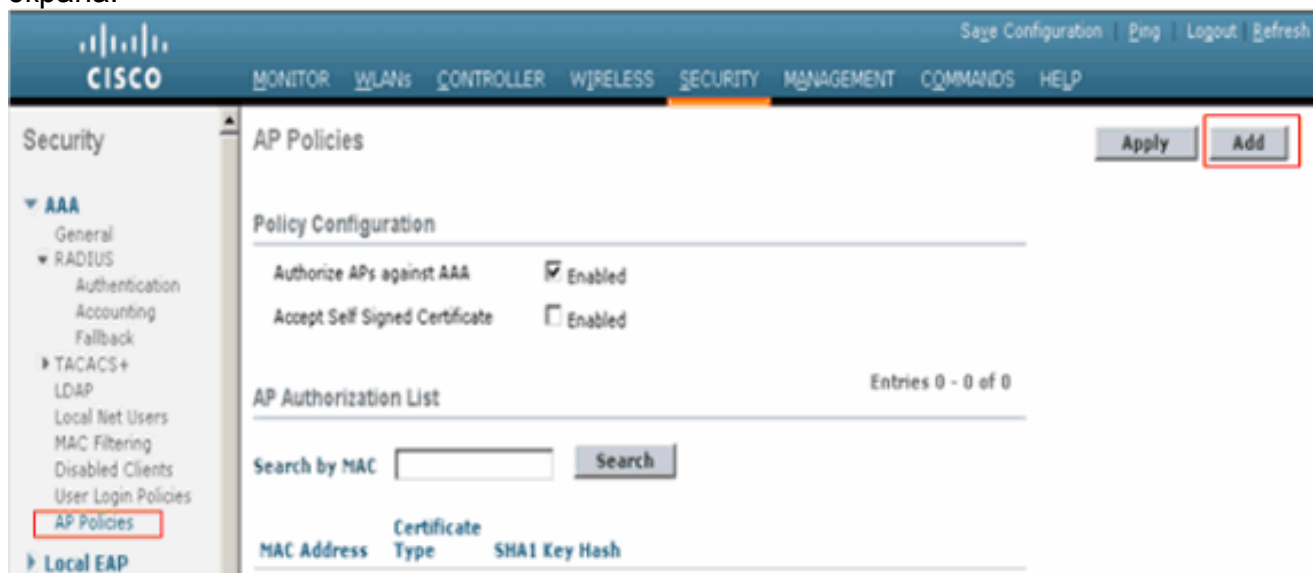 экрана.
Save Configuration | Ping | Logout | Refresh
CISCO
MONITOR WLANs CONTROLLER WIRELESS SECURITY MANAGEMENT COMMANDS HELP
Security
AAA
General
RADIUS
Authentication
Accounting
Fallback
TACACS+
LDAP
Local Net Users
MAC Filtering
Disabled Clients
User Login Policies
AP Policies
Local EAP
AP Policies
Apply
Add
Policy Configuration
Authorize APs against AAA Enabled
Accept Self Signed Certificate Enabled
AP Authorization List Entries 0 - 0 of 0
Search by MAC Search
MAC Address Certificate Type SHA1 Key Hash